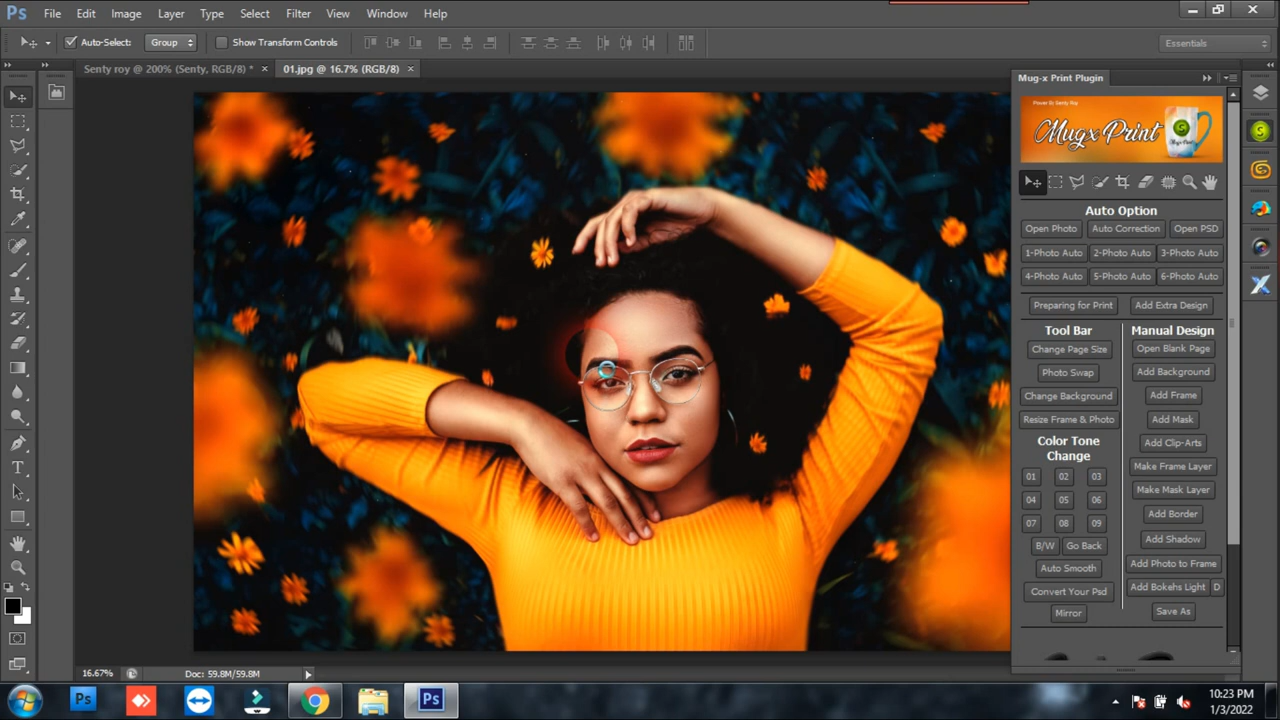 Ps File Edit Image Layer Type Select Filter View Window Help
Auto-Select: Group Show Transform Controls Essentials
Senty roy @ 200% (Senty, RGB/8) * × 01.jpg @ 16.7% (RGB/8) ×
Mug-x Print Plugin
Power By Senty Roy
Mugx Print
Auto Option
Open Photo Auto Correction Open PSD
1-Photo Auto 2-Photo Auto 3-Photo Auto
4-Photo Auto 5-Photo Auto 6-Photo Auto
Preparing for Print Add Extra Design
Tool Bar
Change Page Size
Photo Swap
Change Background
Resize Frame & Photo
Color Tone
Change
01 02 03
04 05 06
07 08 09
B/W Go Back
Auto Smooth
Convert Your Psd
Mirror
Manual Design
Open Blank Page
Add Background
Add Frame
Add Mask
Add Clip-Arts
Make Frame Layer
Make Mask Layer
Add Border
Add Shadow
Add Photo to Frame
Add Bokehs Light D
Save As
16.67% Doc: 59.8M/59.8M
Ps Ps
10:23 PM
1/3/2022